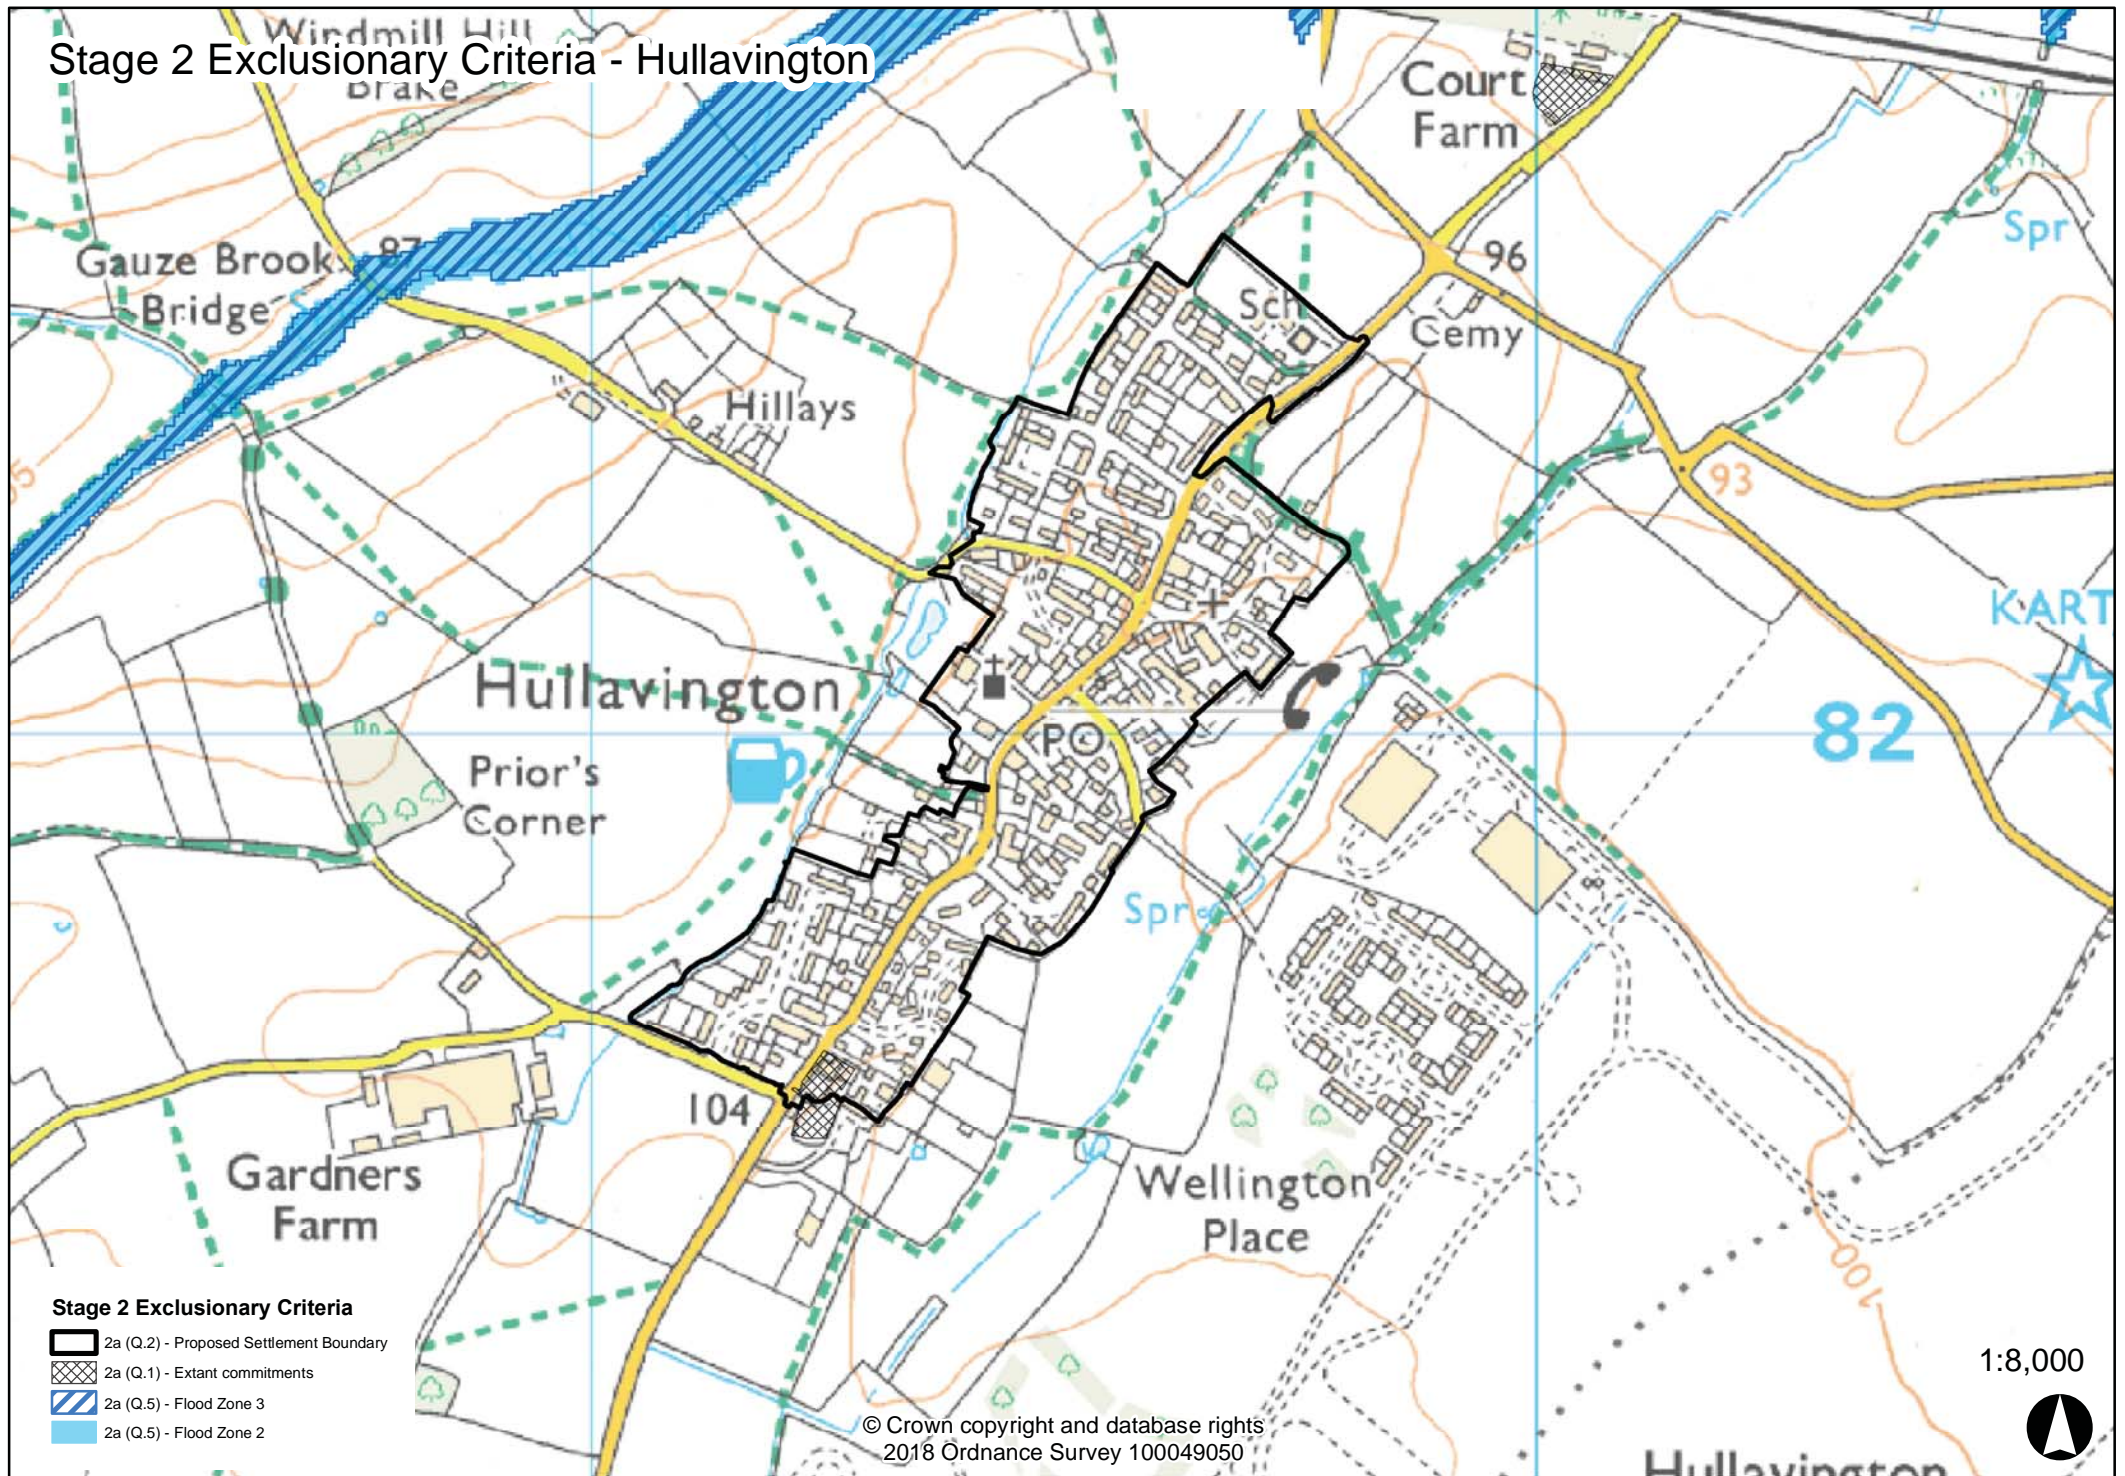 Windmill Hill
Stage 2 Exclusionary Criteria - Hullavington
Brake
Court
Farm
Spr
Gauze Brook
87
Bridge
96
Sch
Cemy
Hillays
93
95
KART
Hullavington
82
PO
Prior's
Corner
Spr
104
Gardners
Farm
Wellington
Place
100
Stage 2 Exclusionary Criteria
2a (Q.2) - Proposed Settlement Boundary
2a (Q.1) - Extant commitments
2a (Q.5) - Flood Zone 3
2a (Q.5) - Flood Zone 2
1:8,000
© Crown copyright and database rights
2018 Ordnance Survey 100049050
Hullavington